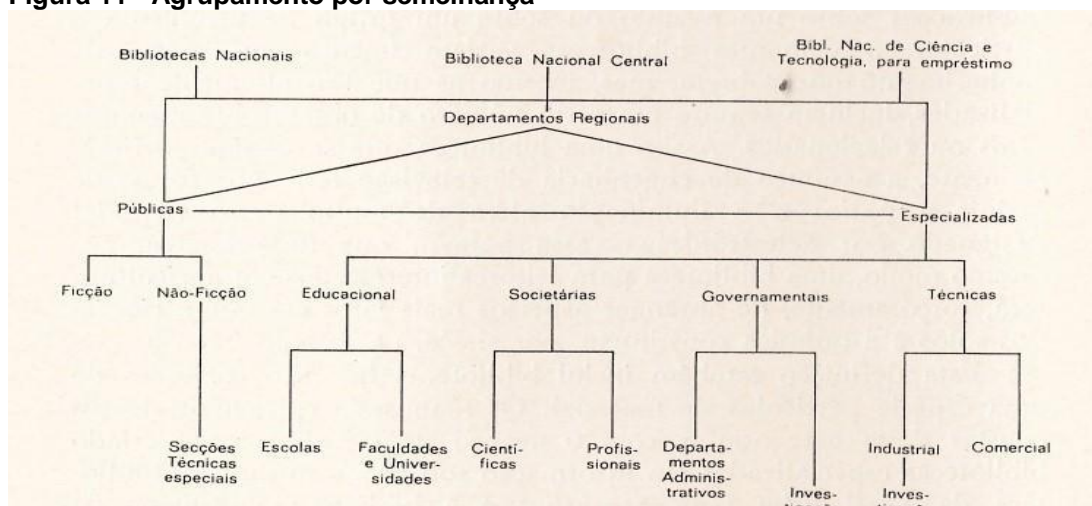 Figura 11 - Agrupamento por semelhança
Bibliotecas Nacionais
Biblioteca Nacional Central
Bibl. Nac. de Ciência e
Tecnologia, para empréstimo
Departamentos Regionais
Públicas
Especializadas
Ficção
Não-Ficção
Educacional
Societárias
Governamentais
Técnicas
Secções
Técnicas
especiais
Escolas
Faculdades
e Univer-
sidades
Cientí-
ficas
Profis-
sionais
Departa-
mentos
Adminis-
trativos
Inves-
Industrial
Inves-
Comercial